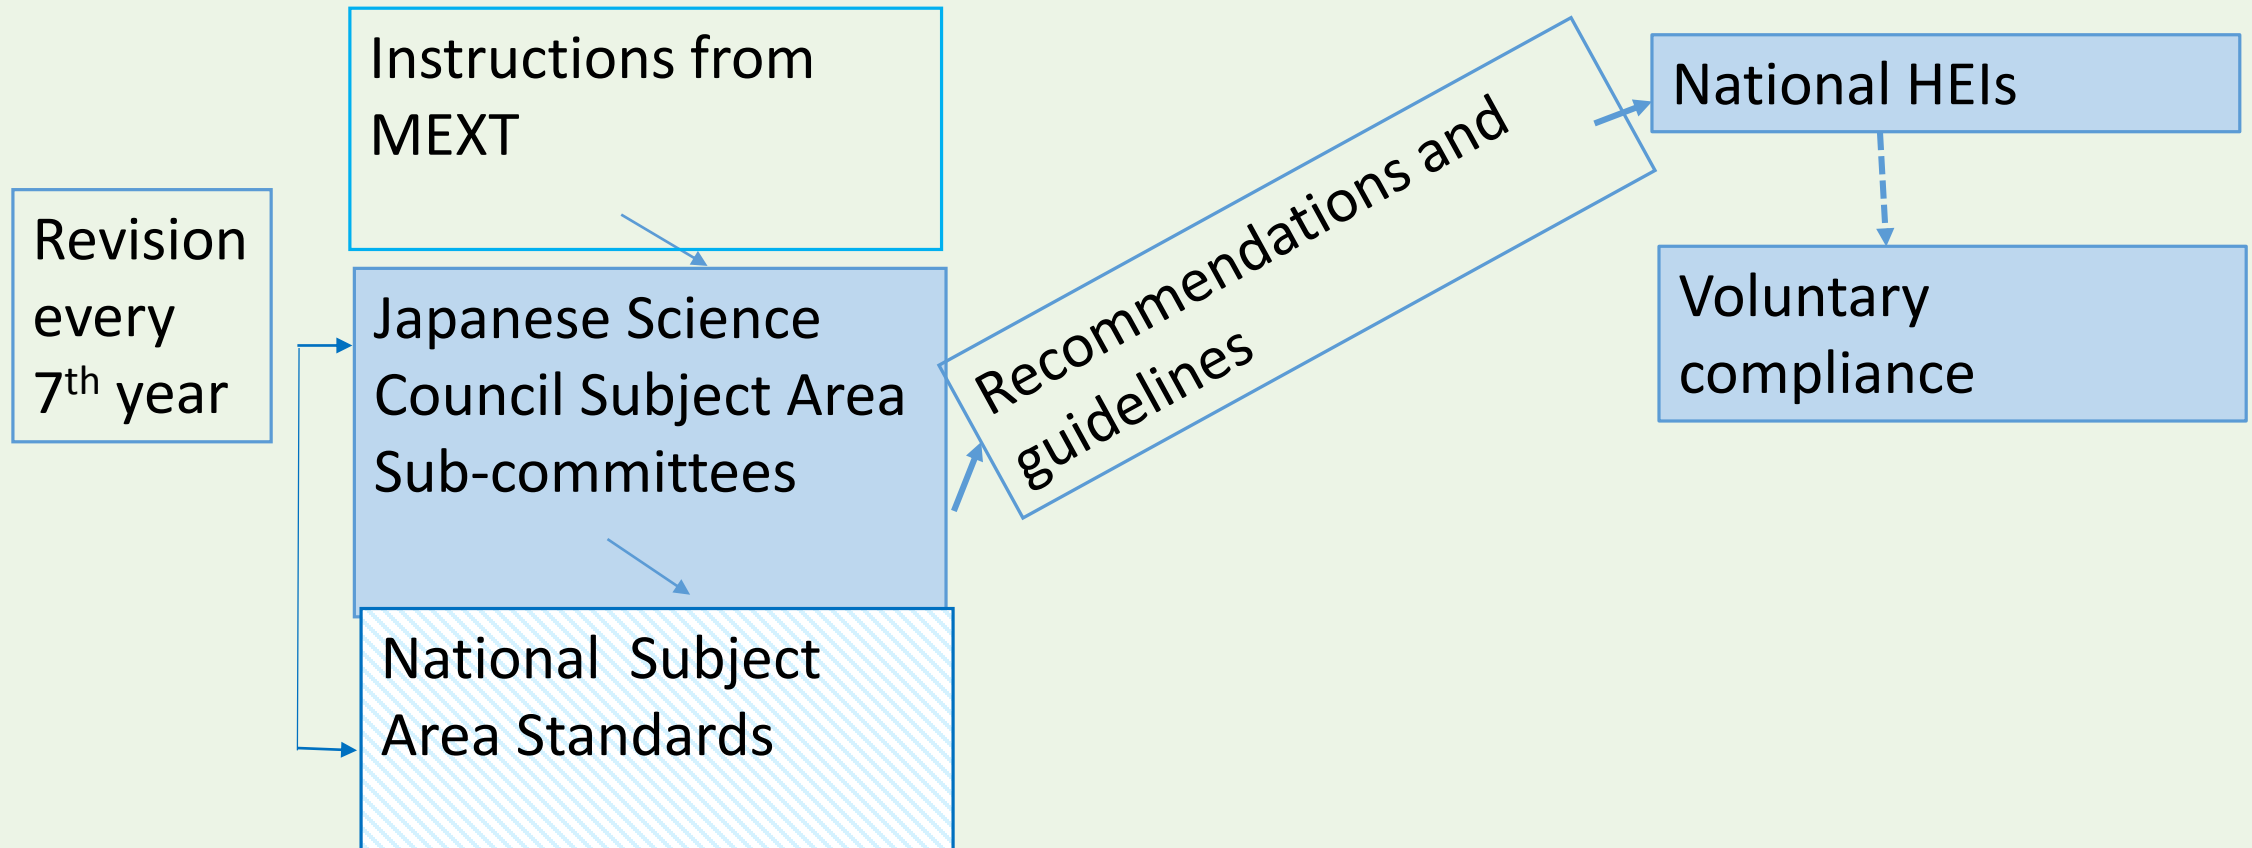 Instructions from
MEXT
Revision
every
7th year
Japanese Science
Council Subject Area
Sub-committees
National  Subject
Area Standards
Recommendations and
guidelines
National HEIs
Voluntary
compliance